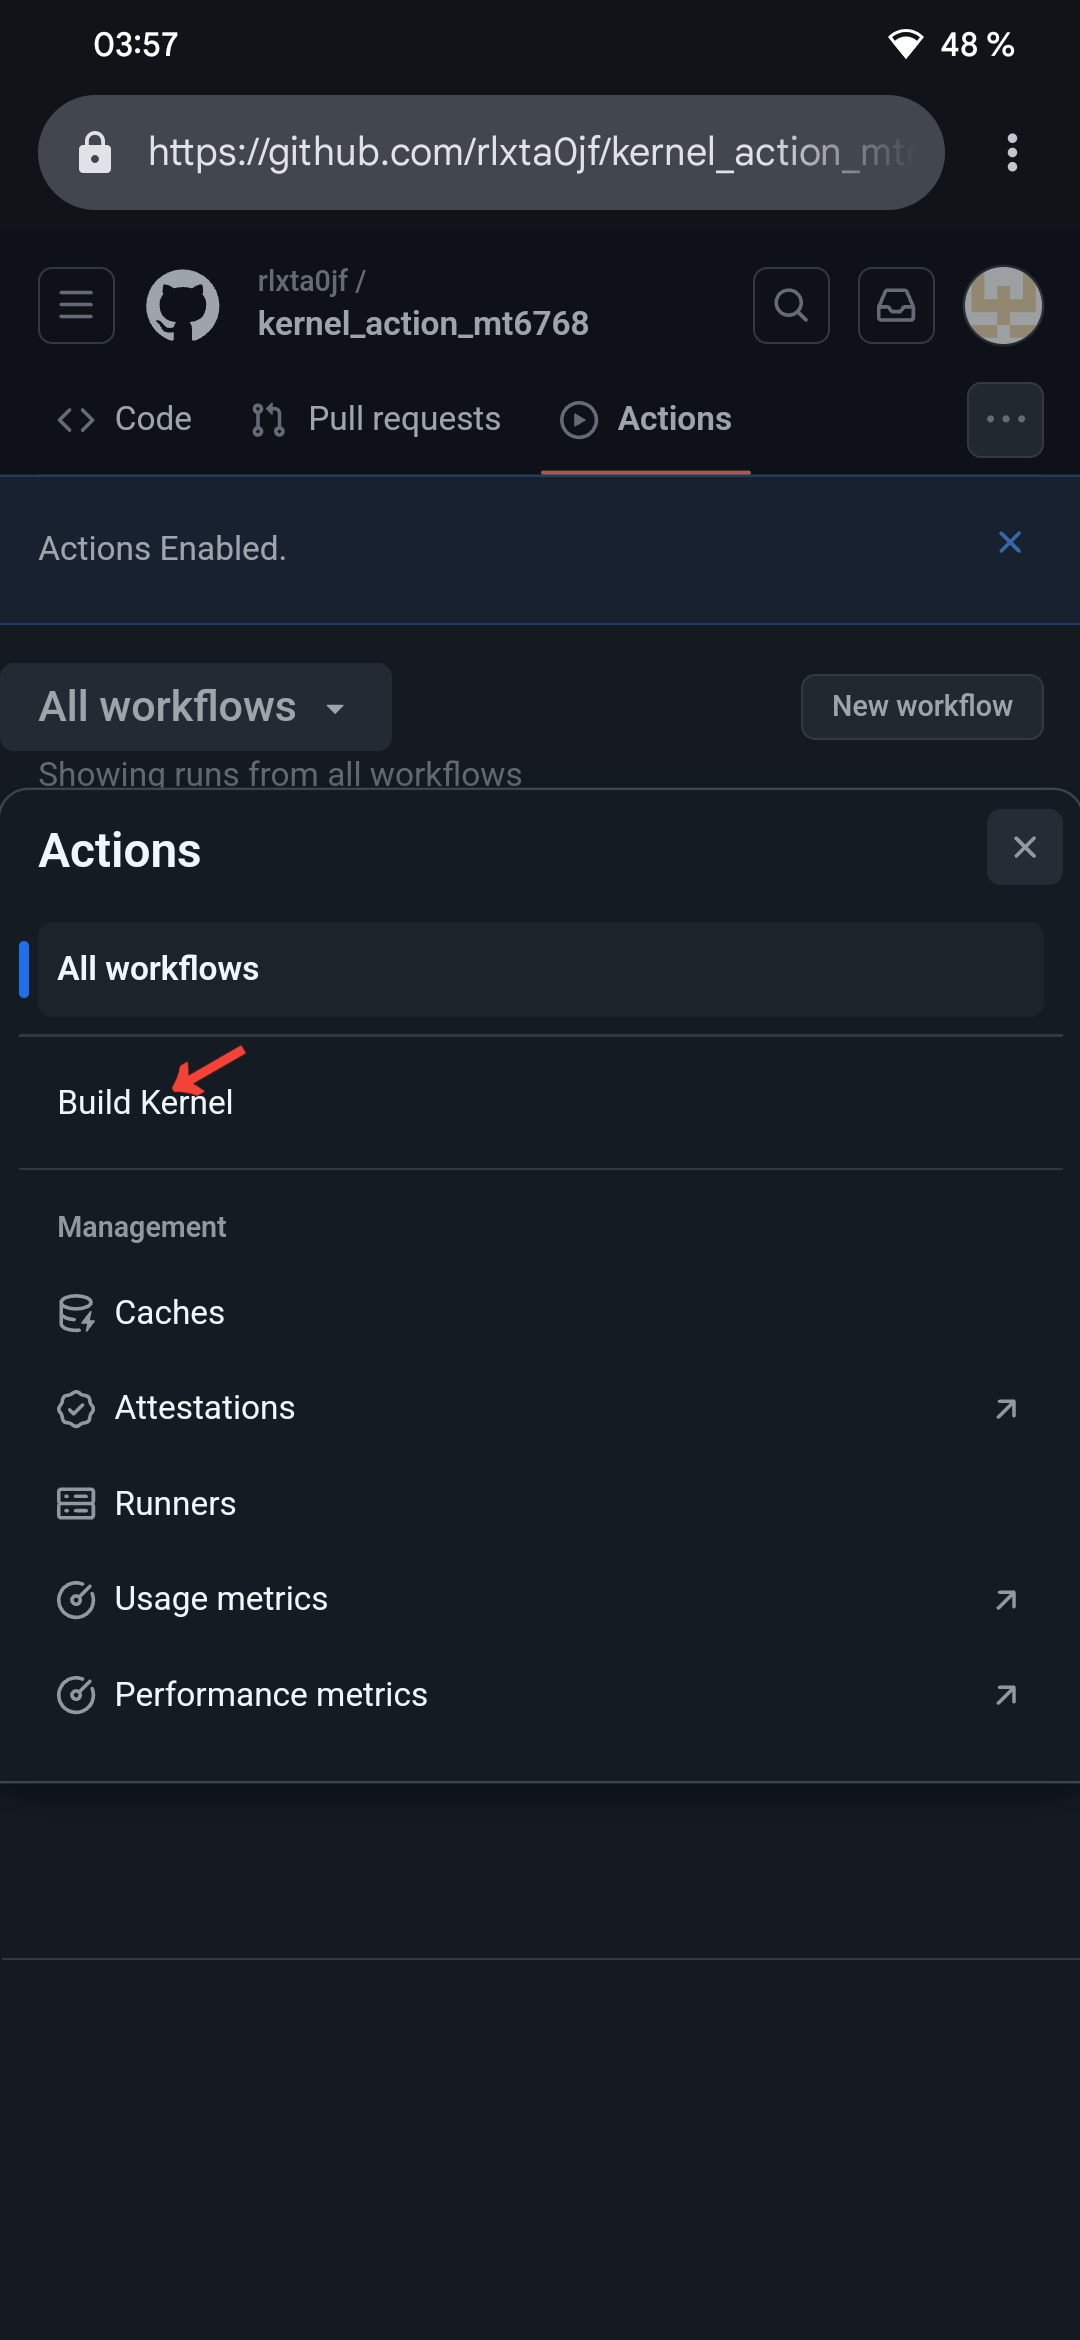 03:57
48 %
https://github.com/rlxta0jf/kernel_action_mt
rlxta0jf /
kernel_action_mt6768
Code
Pull requests
Actions
Actions Enabled.
All workflows
New workflow
Showing runs from all workflows
Actions
All workflows
Build Kernel
Management
Caches
Attestations
Runners
Usage metrics
Performance metrics